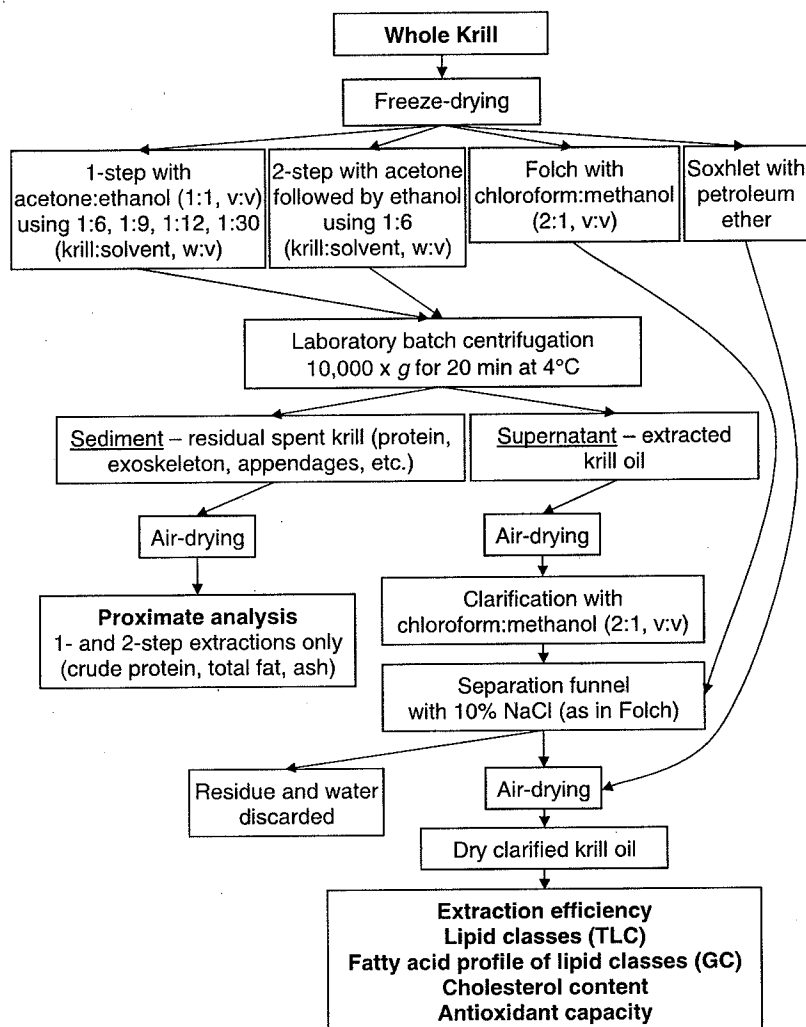 Whole Krill
Freeze-drying
1-step with
acetone:ethanol (1:1, v:v)
using 1:6, 1:9, 1:12, 1:30
(krill:solvent, w:v)
2-step with acetone
followed by ethanol
using 1:6
(krill:solvent, w:v)
Folch with
chloroform:methanol
(2:1, v:v)
Soxhlet with
petroleum
ether
Laboratory batch centrifugation
10,000 x g for 20 min at 4°C
Sediment – residual spent krill (protein,
exoskeleton, appendages, etc.)
Supernatant – extracted
krill oil
Air-drying
Air-drying
Proximate analysis
1- and 2-step extractions only
(crude protein, total fat, ash)
Clarification with
chloroform:methanol (2:1, v:v)
Separation funnel
with 10% NaCl (as in Folch)
Residue and water
discarded
Air-drying
Dry clarified krill oil
Extraction efficiency
Lipid classes (TLC)
Fatty acid profile of lipid classes (GC)
Cholesterol content
Antioxidant capacity